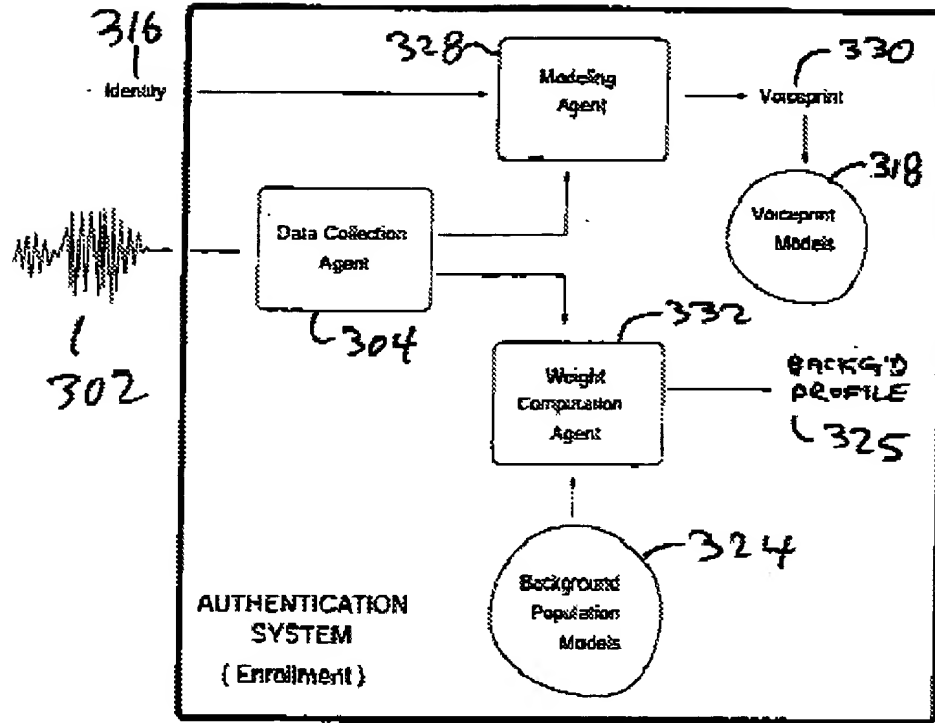 316
Identity
328
Modeling
Agent
330
Voiceprint
318
Voiceprint
Models
302
Data Collection
Agent
304
332
Weight
Computation
Agent
BACKG'D
PROFILE
325
324
Background
Population
Models
AUTHENTICATION
SYSTEM
(Enrollment)